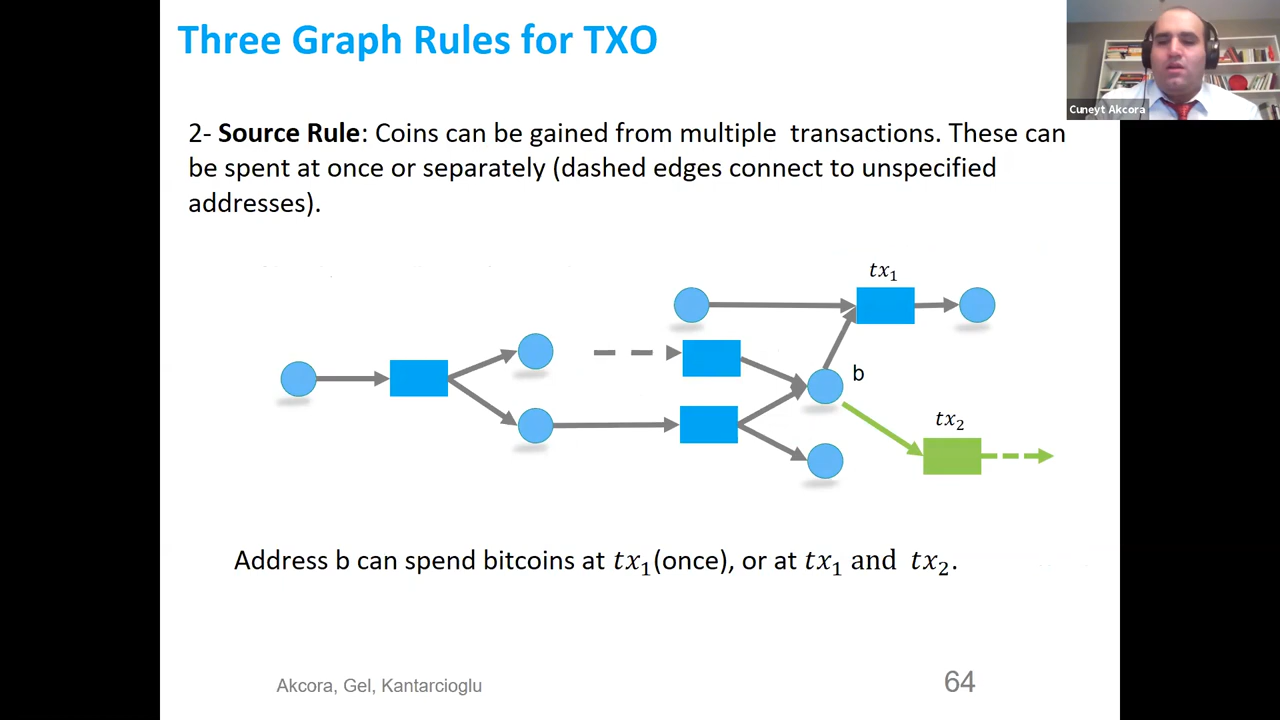 Three Graph Rules for TXO
Cuneyt Akcora
2- Source Rule: Coins can be gained from multiple transactions. These can
be spent at once or separately (dashed edges connect to unspecified
addresses).
tx₁
b
tx₂
Address b can spend bitcoins at tx₁(once), or at tx₁ and tx₂.
Akcora, Gel, Kantarcioglu
64